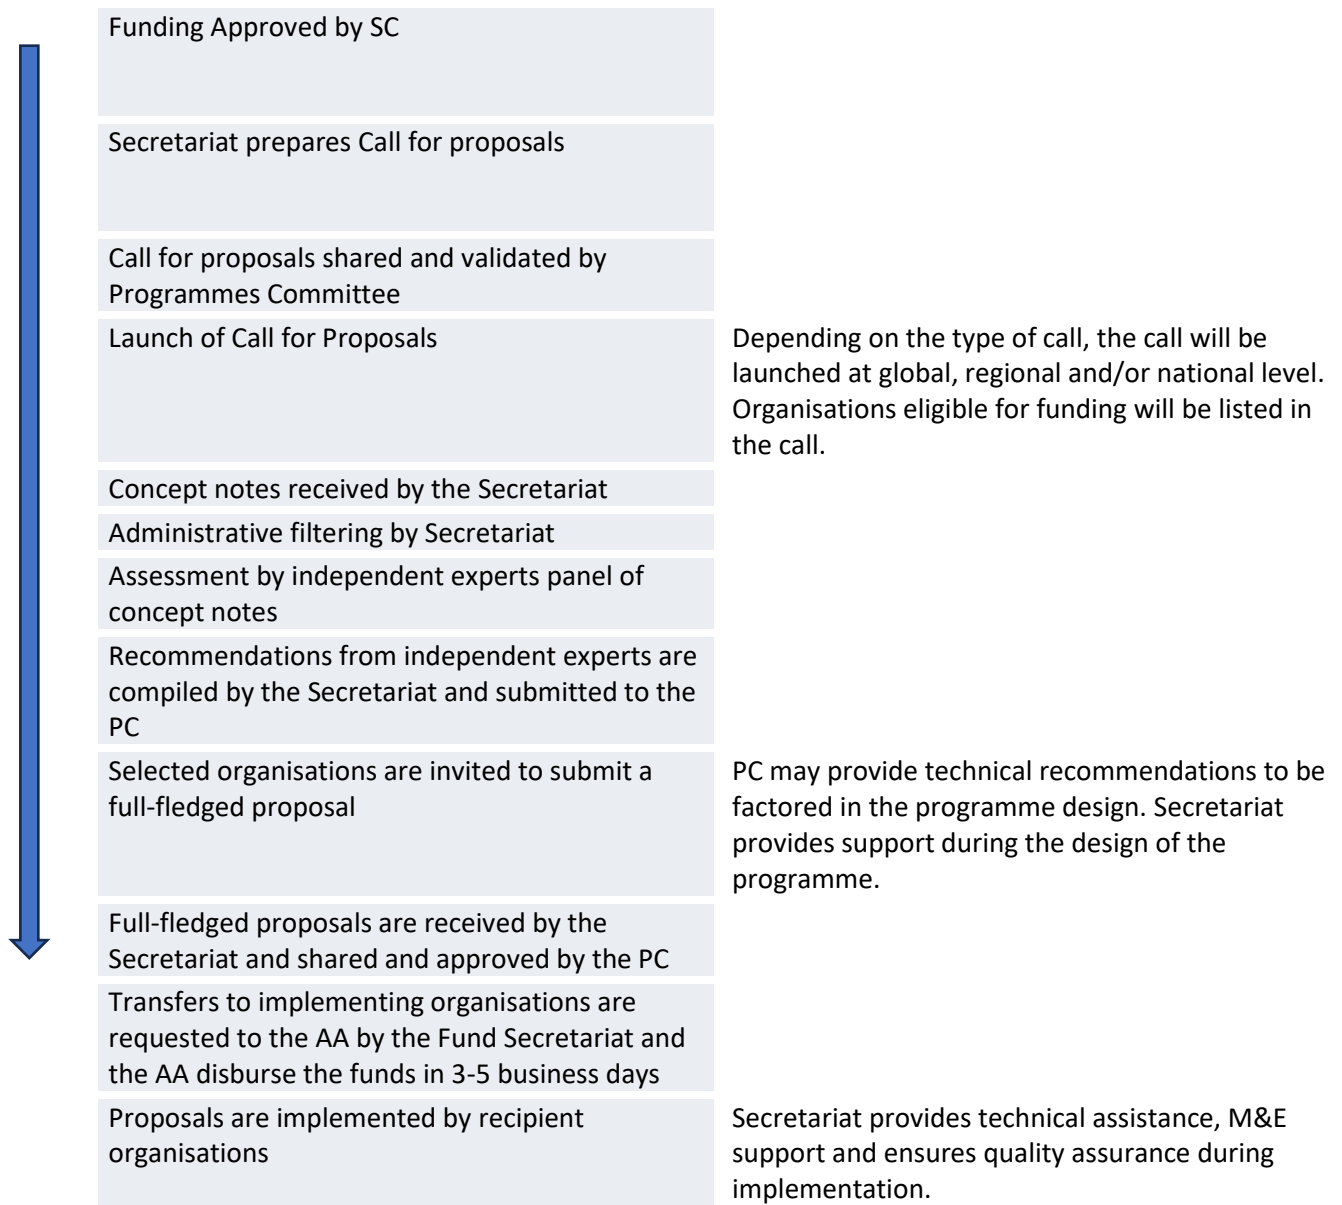 Funding Approved by SC
Secretariat prepares Call for proposals
Call for proposals shared and validated by
Programmes Committee
Launch of Call for Proposals
Depending on the type of call, the call will be
launched at global, regional and/or national level.
Organisations eligible for funding will be listed in
the call.
Concept notes received by the Secretariat
Administrative filtering by Secretariat
Assessment by independent experts panel of
concept notes
Recommendations from independent experts are
compiled by the Secretariat and submitted to the
PC
Selected organisations are invited to submit a
full-fledged proposal
PC may provide technical recommendations to be
factored in the programme design. Secretariat
provides support during the design of the
programme.
Full-fledged proposals are received by the
Secretariat and shared and approved by the PC
Transfers to implementing organisations are
requested to the AA by the Fund Secretariat and
the AA disburse the funds in 3-5 business days
Proposals are implemented by recipient
organisations
Secretariat provides technical assistance, M&E
support and ensures quality assurance during
implementation.